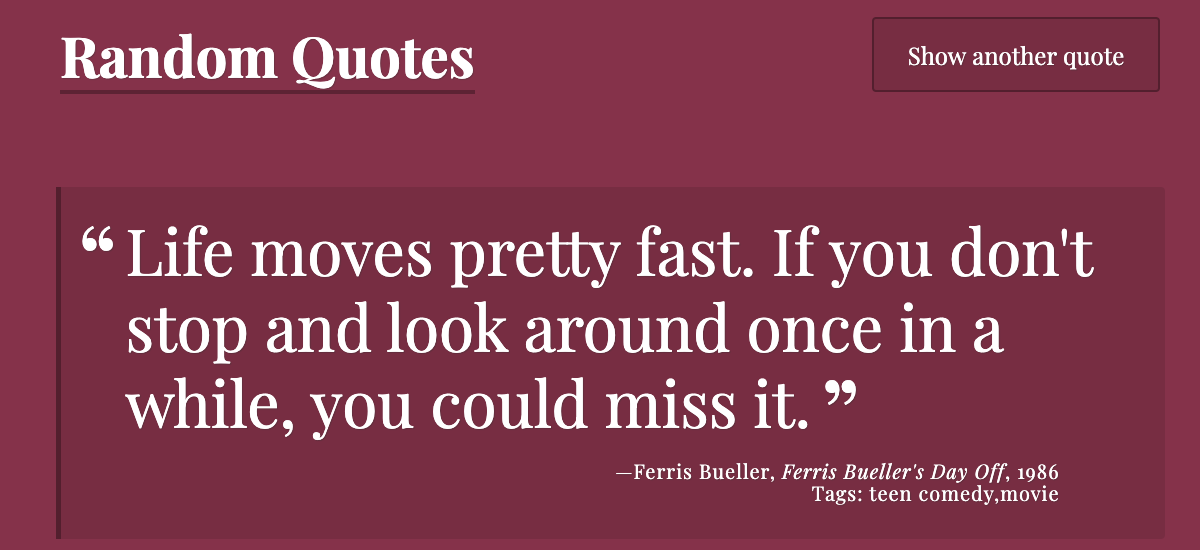 Random Quotes
Show another quote
“ Life moves pretty fast. If you don't
stop and look around once in a
while, you could miss it. ”
—Ferris Bueller, Ferris Bueller's Day Off, 1986
Tags: teen comedy,movie